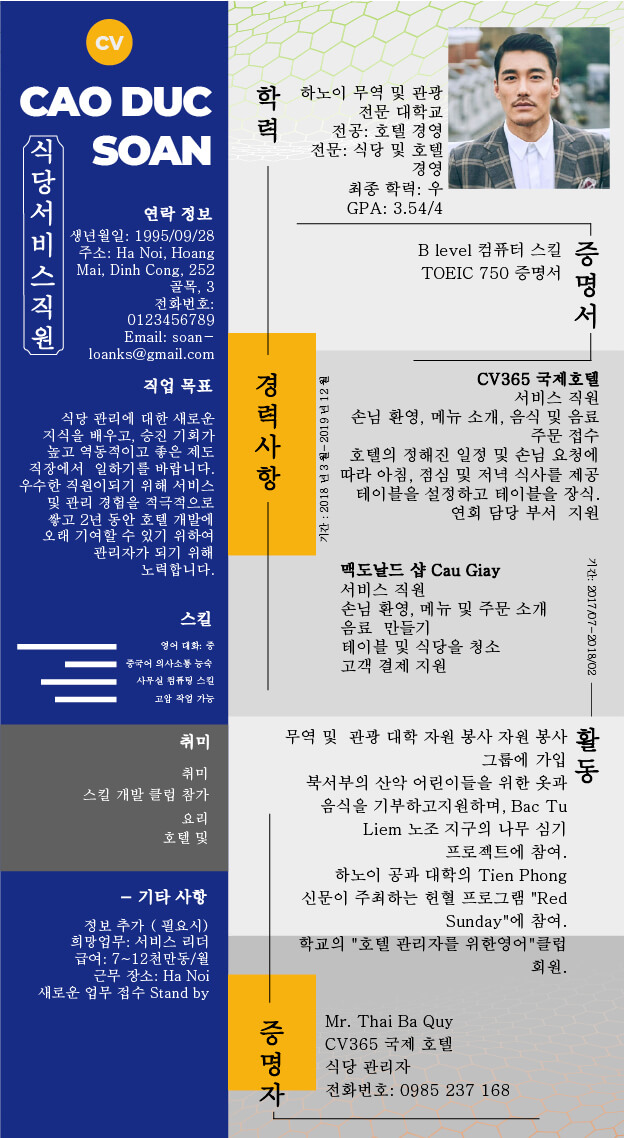 CV
CAO DUC
SOAN
식당서비스직원
연락 정보
생년월일: 1995/09/28
주소: Ha Noi, Hoang
Mai, Dinh Cong, 252
골목, 3
전화번호:
0123456789
Email: soan-
loanks@gmail.com
직업 목표
식당 관리에 대한 새로운
지식을 배우고, 승진 기회가
높고 역동적이고 좋은 제도
직장에서 일하기를 바랍니다.
우수한 직원이되기 위해 서비스
및 관리 경험을 적극적으로
쌓고 2년 동안 호텔 개발에
오래 기여할 수 있기 위하여
관리자가 되기 위해
노력합니다.
스킬
영어 대화: 중
중국어 의사소통 능숙
사무실 컴퓨팅 스킬
고압 작업 가능
취미
취미
스킬 개발 클럽 참가
요리
호텔 및
- 기타 사항
정보 추가 ( 필요시)
희망업무: 서비스 리더
급여: 7~12천만동/월
근무 장소: Ha Noi
새로운 업무 접수 Stand by
학력
하노이 무역 및 관광
전문 대학교
전공: 호텔 경영
전문: 식당 및 호텔
경영
최종 학력: 우
GPA: 3.54/4
증명서
B level 컴퓨터 스킬
TOEIC 750 증명서
경력사항
기간 : 2018 년 3 월-2019 년 12 월
CV365 국제호텔
서비스 직원
손님 환영, 메뉴 소개, 음식 및 음료
주문 접수
호텔의 정해진 일정 및 손님 요청에
따라 아침, 점심 및 저녁 식사를 제공
테이블을 설정하고 테이블을 장식.
연회 담당 부서 지원
기간: 2017/07-2018/02
맥도날드 샵 Cau Giay
서비스 직원
손님 환영, 메뉴 및 주문 소개
음료 만들기
테이블 및 식당을 청소
고객 결제 지원
활동
무역 및 관광 대학 자원 봉사 자원 봉사
그룹에 가입
북서부의 산악 어린이들을 위한 옷과
음식을 기부하고지원하며, Bac Tu
Liem 노조 지구의 나무 심기
프로젝트에 참여.
하노이 공과 대학의 Tien Phong
신문이 주최하는 헌혈 프로그램 "Red
Sunday"에 참여.
학교의 "호텔 관리자를 위한영어"클럽
회원.
증명자
Mr. Thai Ba Quy
CV365 국제 호텔
식당 관리자
전화번호: 0985 237 168